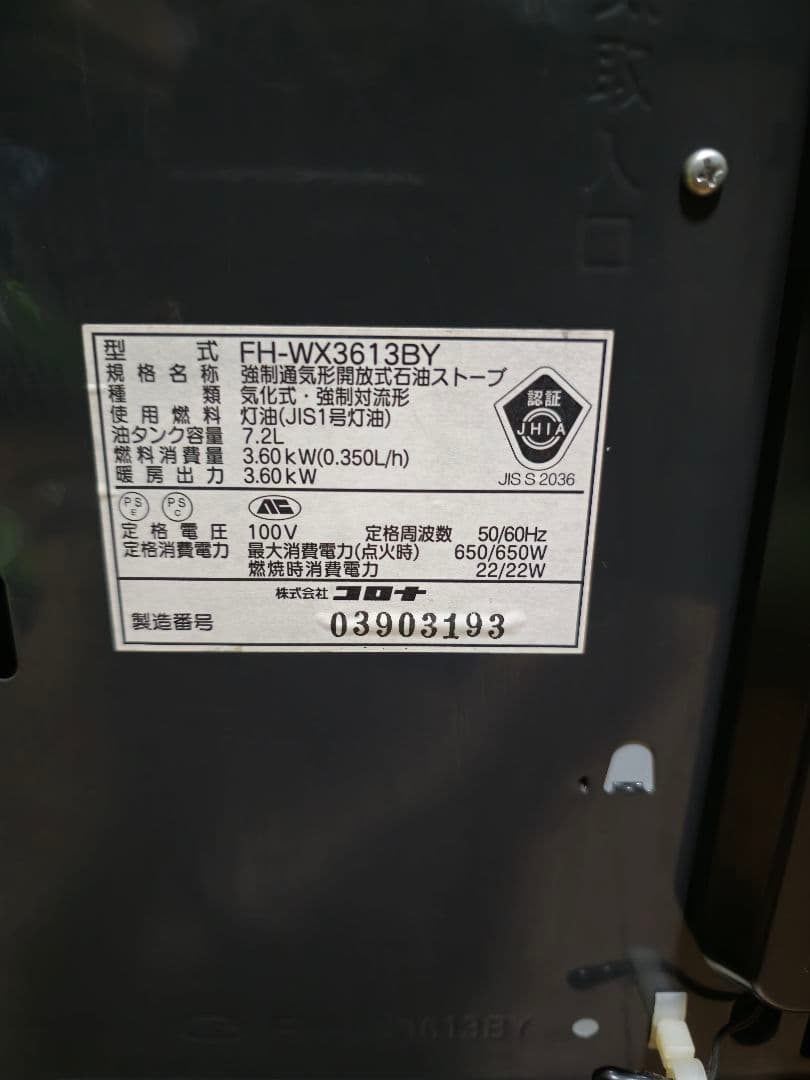 取入口
型式 FH-WX3613BY
規格名称 強制通気形開放式石油ストーブ
種類 気化式・強制対流形
使用燃料 灯油(JIS1号灯油)
油タンク容量 7.2L
燃料消費量 3.60kW(0.350L/h)
暖房出力 3.60kW
認証
JHIA
JIS S 2036
PS E PS C
定格電圧 100V 定格周波数 50/60Hz
定格消費電力 最大消費電力(点火時) 650/650W
燃焼時消費電力 22/22W
株式会社 コロナ
製造番号 03903193
3613BY